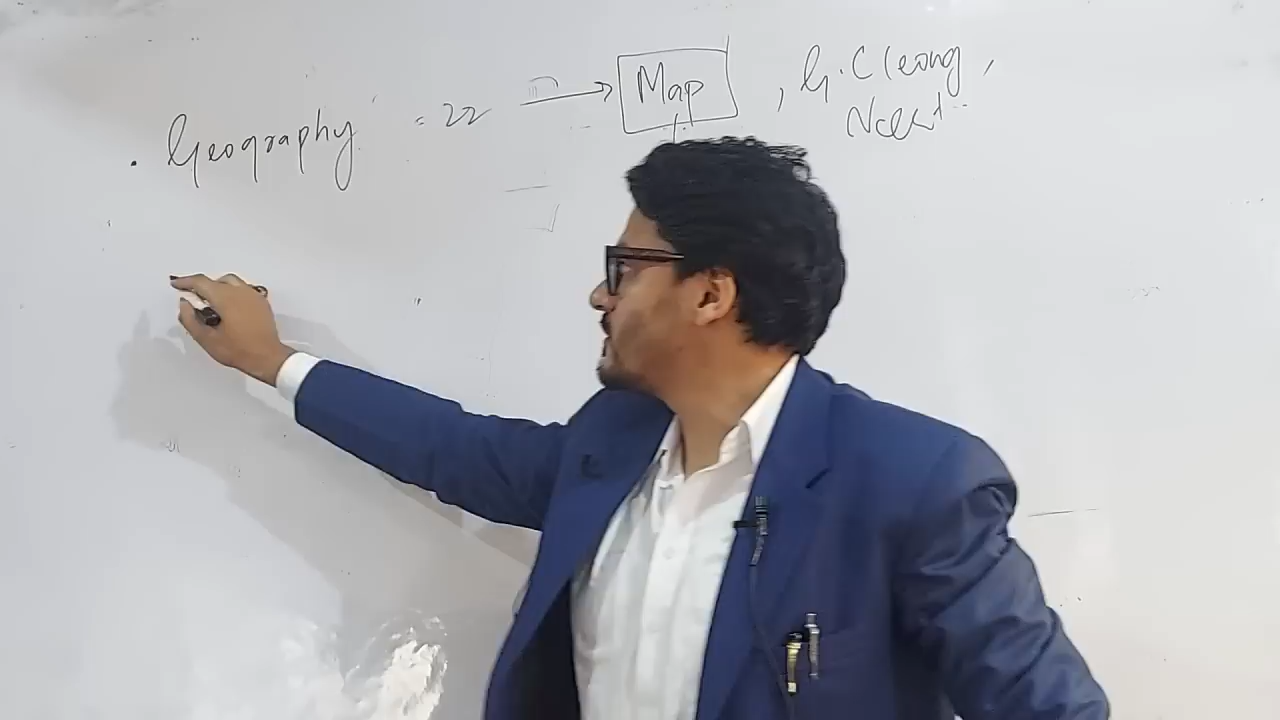 . Geography = 22 → Map , G.C Leong ,
Ncert